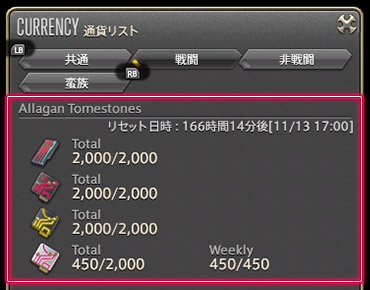 CURRENCY 通貨リスト
LB
共通 戦闘 非戦闘
RB
蛮族
Allagan Tomestones
リセット日時：166時間14分後[11/13 17:00]
Total
2,000/2,000
Total
2,000/2,000
Total
2,000/2,000
Total Weekly
450/2,000 450/450